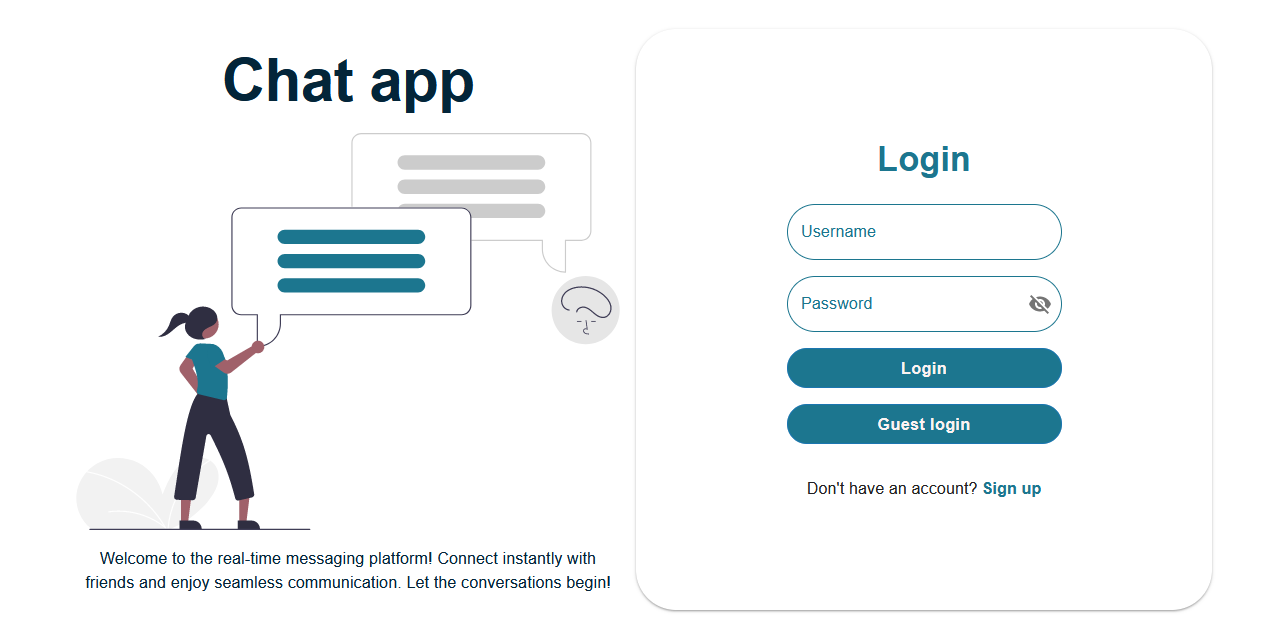 Chat app
Welcome to the real-time messaging platform! Connect instantly with
friends and enjoy seamless communication. Let the conversations begin!
Login
Username
Password
Login
Guest login
Don't have an account? Sign up